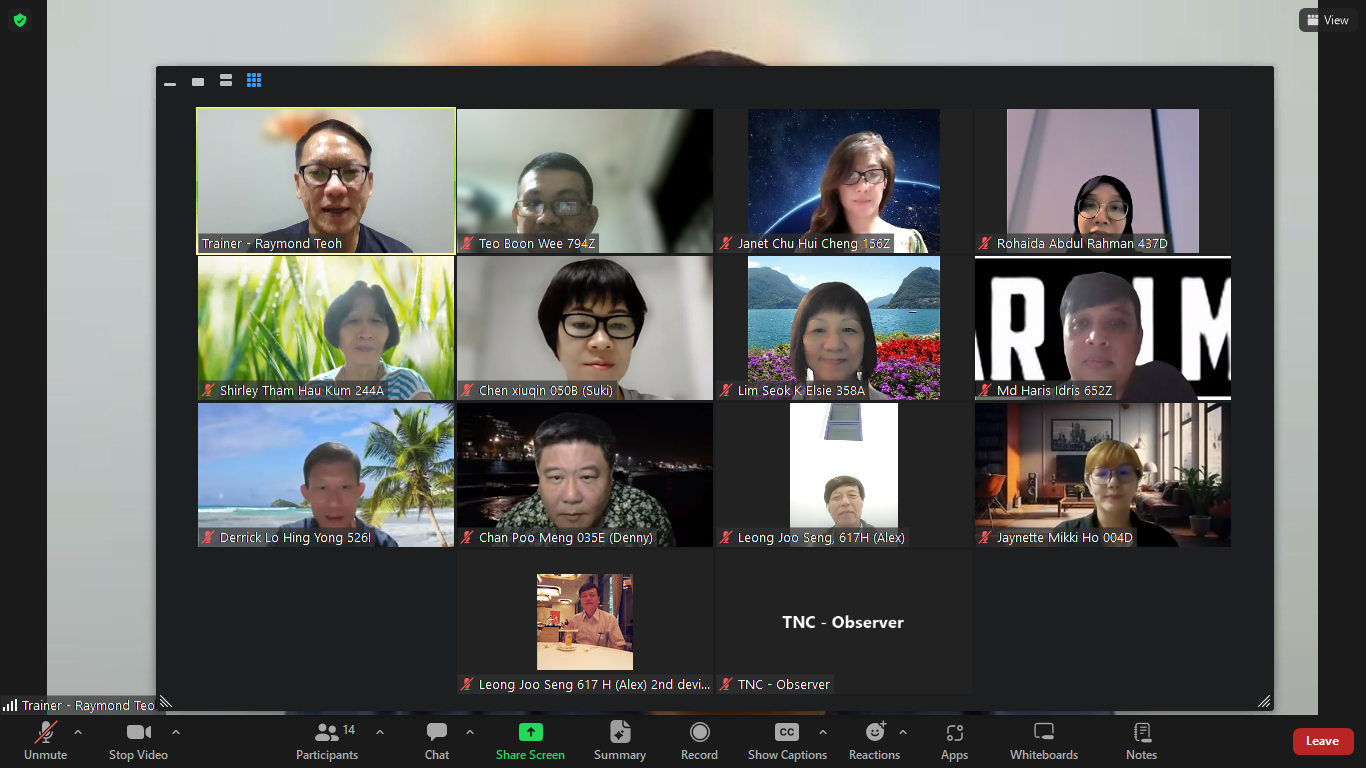 View
Trainer - Raymond Teoh
Teo Boon Wee 794Z
Janet Chu Hui Cheng 156Z
Rohaida Abdul Rahman 437D
Shirley Tham Hau Kum 244A
Chen xiuqin 050B (Suki)
Lim Seok K Elsie 358A
Md Haris Idris 652Z
Derrick Lo Hing Yong 526I
Chan Poo Meng 035E (Denny)
Leong Joo Seng, 617H (Alex)
Jaynette Mikki Ho 004D
TNC - Observer
Leong Joo Seng 617 H (Alex) 2nd devi...
TNC - Observer
Trainer - Raymond Teo
Unmute
Stop Video
Participants
14
Chat
Share Screen
Summary
Record
CC
Show Captions
Reactions
Apps
Whiteboards
Notes
Leave